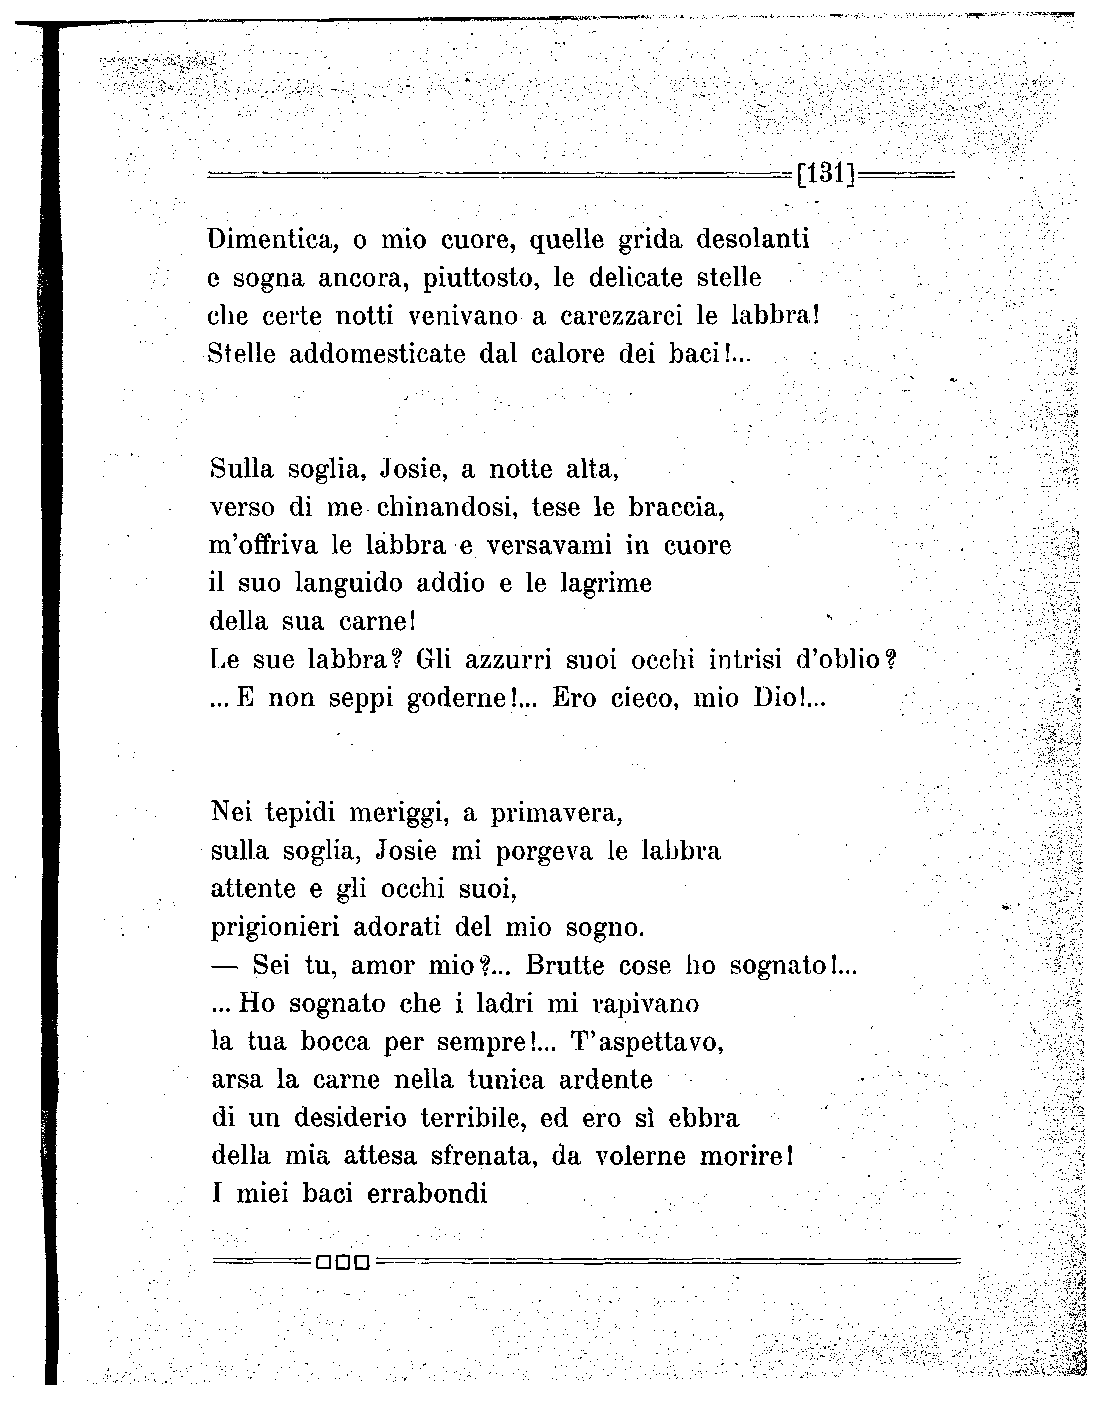 [131]
Dimentica, o mio cuore, quelle grida desolanti
e sogna ancora, piuttosto, le delicate stelle
che certe notti venivano a carezzarci le labbra!
Stelle addomesticate dal calore dei baci!...
Sulla soglia, Josie, a notte alta,
verso di me chinandosi, tese le braccia,
m'offriva le labbra e versavami in cuore
il suo languido addio e le lagrime
della sua carne!
Le sue labbra? Gli azzurri suoi occhi intrisi d'oblio?
... E non seppi goderne!... Ero cieco, mio Dio!...
Nei tepidi meriggi, a primavera,
sulla soglia, Josie mi porgeva le labbra
attente e gli occhi suoi,
prigionieri adorati del mio sogno.
— Sei tu, amor mio?... Brutte cose ho sognato!...
... Ho sognato che i ladri mi rapivano
la tua bocca per sempre!... T'aspettavo,
arsa la carne nella tunica ardente
di un desiderio terribile, ed ero sì ebbra
della mia attesa sfrenata, da volerne morire!
I miei baci errabondi